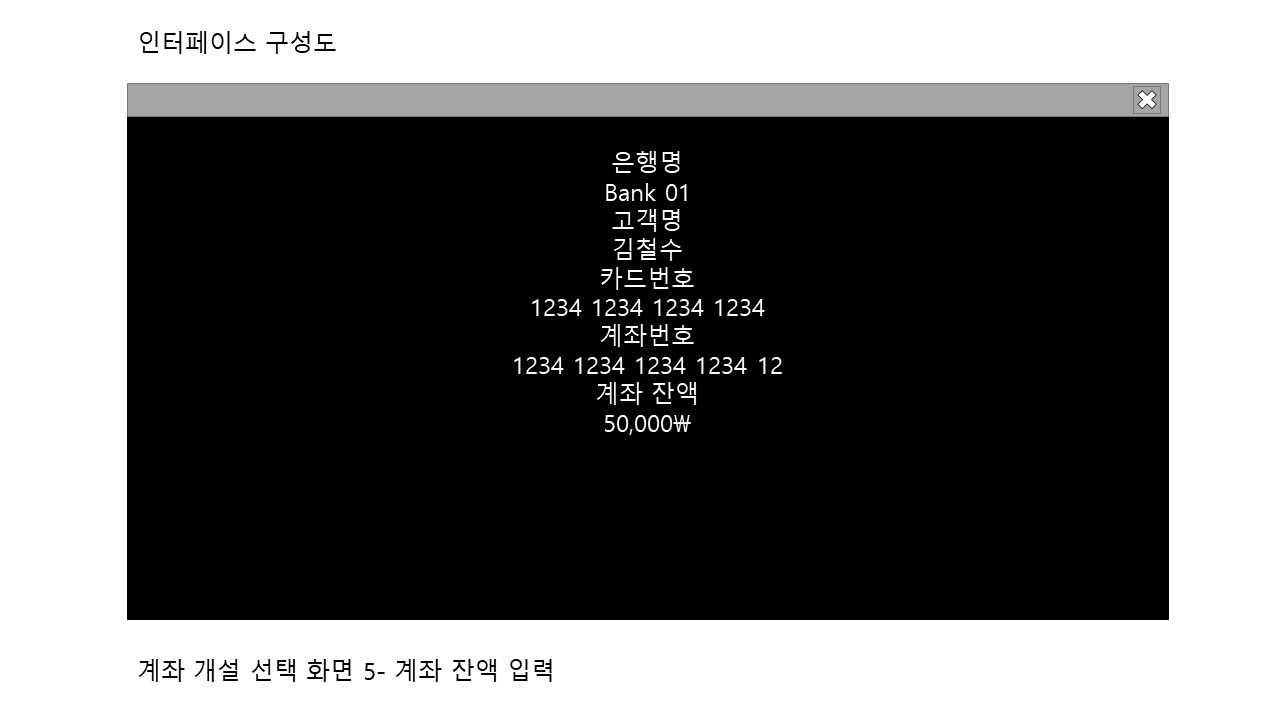 인터페이스 구성도
은행명
Bank 01
고객명
김철수
카드번호
1234 1234 1234 1234
계좌번호
1234 1234 1234 1234 12
계좌 잔액
50,000₩
계좌 개설 선택 화면 5- 계좌 잔액 입력